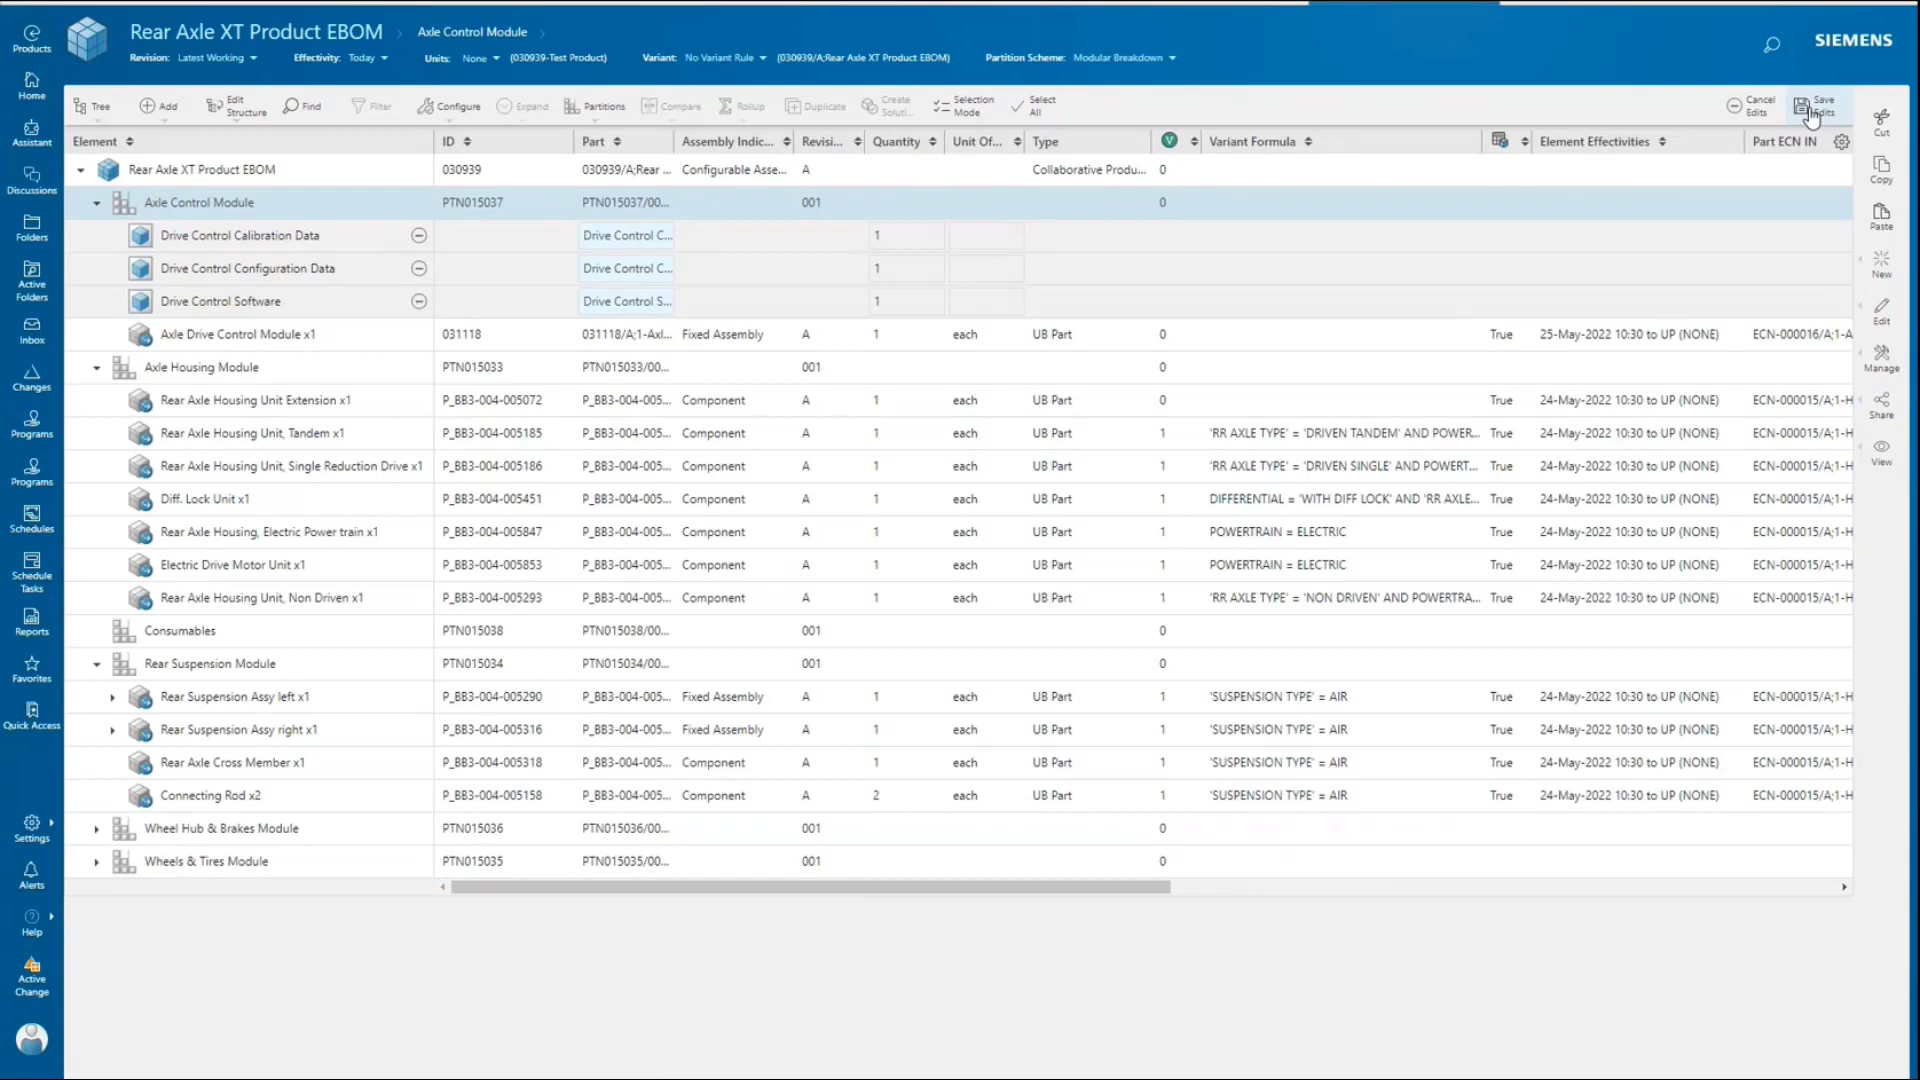 Rear Axle XT Product EBOM
Axle Control Module
SIEMENS
Revision: Latest Working
Effectivity: Today
Units: None
(030939-Test Product)
Variant: No Variant Rule
(030939/A;Rear Axle XT Product EBOM)
Partition Scheme: Modular Breakdown
Products
Home
Assistant
Discussions
Folders
Active
Folders
Inbox
Changes
Programs
Programs
Schedules
Schedule
Tasks
Reports
Favorites
Quick Access
Settings
Alerts
Help
Active
Change
Tree
Add
Edit
Structure
Find
Filter
Configure
Expand
Partitions
Compare
Rollup
Duplicate
Create
Soluti...
Selection
Mode
Select
All
Cancel
Edits
Save
Edits
Element ID Part Assembly Indic... Revisi... Quantity Unit Of... Type Variant Formula Element Effectivities Part ECN IN
Rear Axle XT Product EBOM 030939 030939/A;Rear ... Configurable Asse... A Collaborative Produ... 0
Axle Control Module PTN015037 PTN015037/00... 001 0
Drive Control Calibration Data Drive Control C... 1
Drive Control Configuration Data Drive Control C... 1
Drive Control Software Drive Control S... 1
Axle Drive Control Module x1 031118 031118/A;1-Axl... Fixed Assembly A 1 each UB Part 0 True 25-May-2022 10:30 to UP (NONE) ECN-000016/A;1-A
Axle Housing Module PTN015033 PTN015033/00... 001 0
Rear Axle Housing Unit Extension x1 P_BB3-004-005072 P_BB3-004-005... Component A 1 each UB Part 0 True 24-May-2022 10:30 to UP (NONE) ECN-000015/A;1-H
Rear Axle Housing Unit, Tandem x1 P_BB3-004-005185 P_BB3-004-005... Component A 1 each UB Part 1 'RR AXLE TYPE' = 'DRIVEN TANDEM' AND POWER... True 24-May-2022 10:30 to UP (NONE) ECN-000015/A;1-H
Rear Axle Housing Unit, Single Reduction Drive x1 P_BB3-004-005186 P_BB3-004-005... Component A 1 each UB Part 1 'RR AXLE TYPE' = 'DRIVEN SINGLE' AND POWERT... True 24-May-2022 10:30 to UP (NONE) ECN-000015/A;1-H
Diff. Lock Unit x1 P_BB3-004-005451 P_BB3-004-005... Component A 1 each UB Part 1 DIFFERENTIAL = 'WITH DIFF LOCK' AND 'RR AXLE... True 24-May-2022 10:30 to UP (NONE) ECN-000015/A;1-H
Rear Axle Housing, Electric Power train x1 P_BB3-004-005847 P_BB3-004-005... Component A 1 each UB Part 1 POWERTRAIN = ELECTRIC True 24-May-2022 10:30 to UP (NONE) ECN-000015/A;1-H
Electric Drive Motor Unit x1 P_BB3-004-005853 P_BB3-004-005... Component A 1 each UB Part 1 POWERTRAIN = ELECTRIC True 24-May-2022 10:30 to UP (NONE) ECN-000015/A;1-H
Rear Axle Housing Unit, Non Driven x1 P_BB3-004-005293 P_BB3-004-005... Component A 1 each UB Part 1 'RR AXLE TYPE' = 'NON DRIVEN' AND POWERTRA... True 24-May-2022 10:30 to UP (NONE) ECN-000015/A;1-H
Consumables PTN015038 PTN015038/00... 001 0
Rear Suspension Module PTN015034 PTN015034/00... 001 0
Rear Suspension Assy left x1 P_BB3-004-005290 P_BB3-004-005... Fixed Assembly A 1 each UB Part 1 'SUSPENSION TYPE' = AIR True 24-May-2022 10:30 to UP (NONE) ECN-000015/A;1-H
Rear Suspension Assy right x1 P_BB3-004-005316 P_BB3-004-005... Fixed Assembly A 1 each UB Part 1 'SUSPENSION TYPE' = AIR True 24-May-2022 10:30 to UP (NONE) ECN-000015/A;1-H
Rear Axle Cross Member x1 P_BB3-004-005318 P_BB3-004-005... Component A 1 each UB Part 1 'SUSPENSION TYPE' = AIR True 24-May-2022 10:30 to UP (NONE) ECN-000015/A;1-H
Connecting Rod x2 P_BB3-004-005158 P_BB3-004-005... Component A 2 each UB Part 1 'SUSPENSION TYPE' = AIR True 24-May-2022 10:30 to UP (NONE) ECN-000015/A;1-H
Wheel Hub & Brakes Module PTN015036 PTN015036/00... 001 0
Wheels & Tires Module PTN015035 PTN015035/00... 001 0
Cut
Copy
Paste
New
Edit
Manage
Share
View